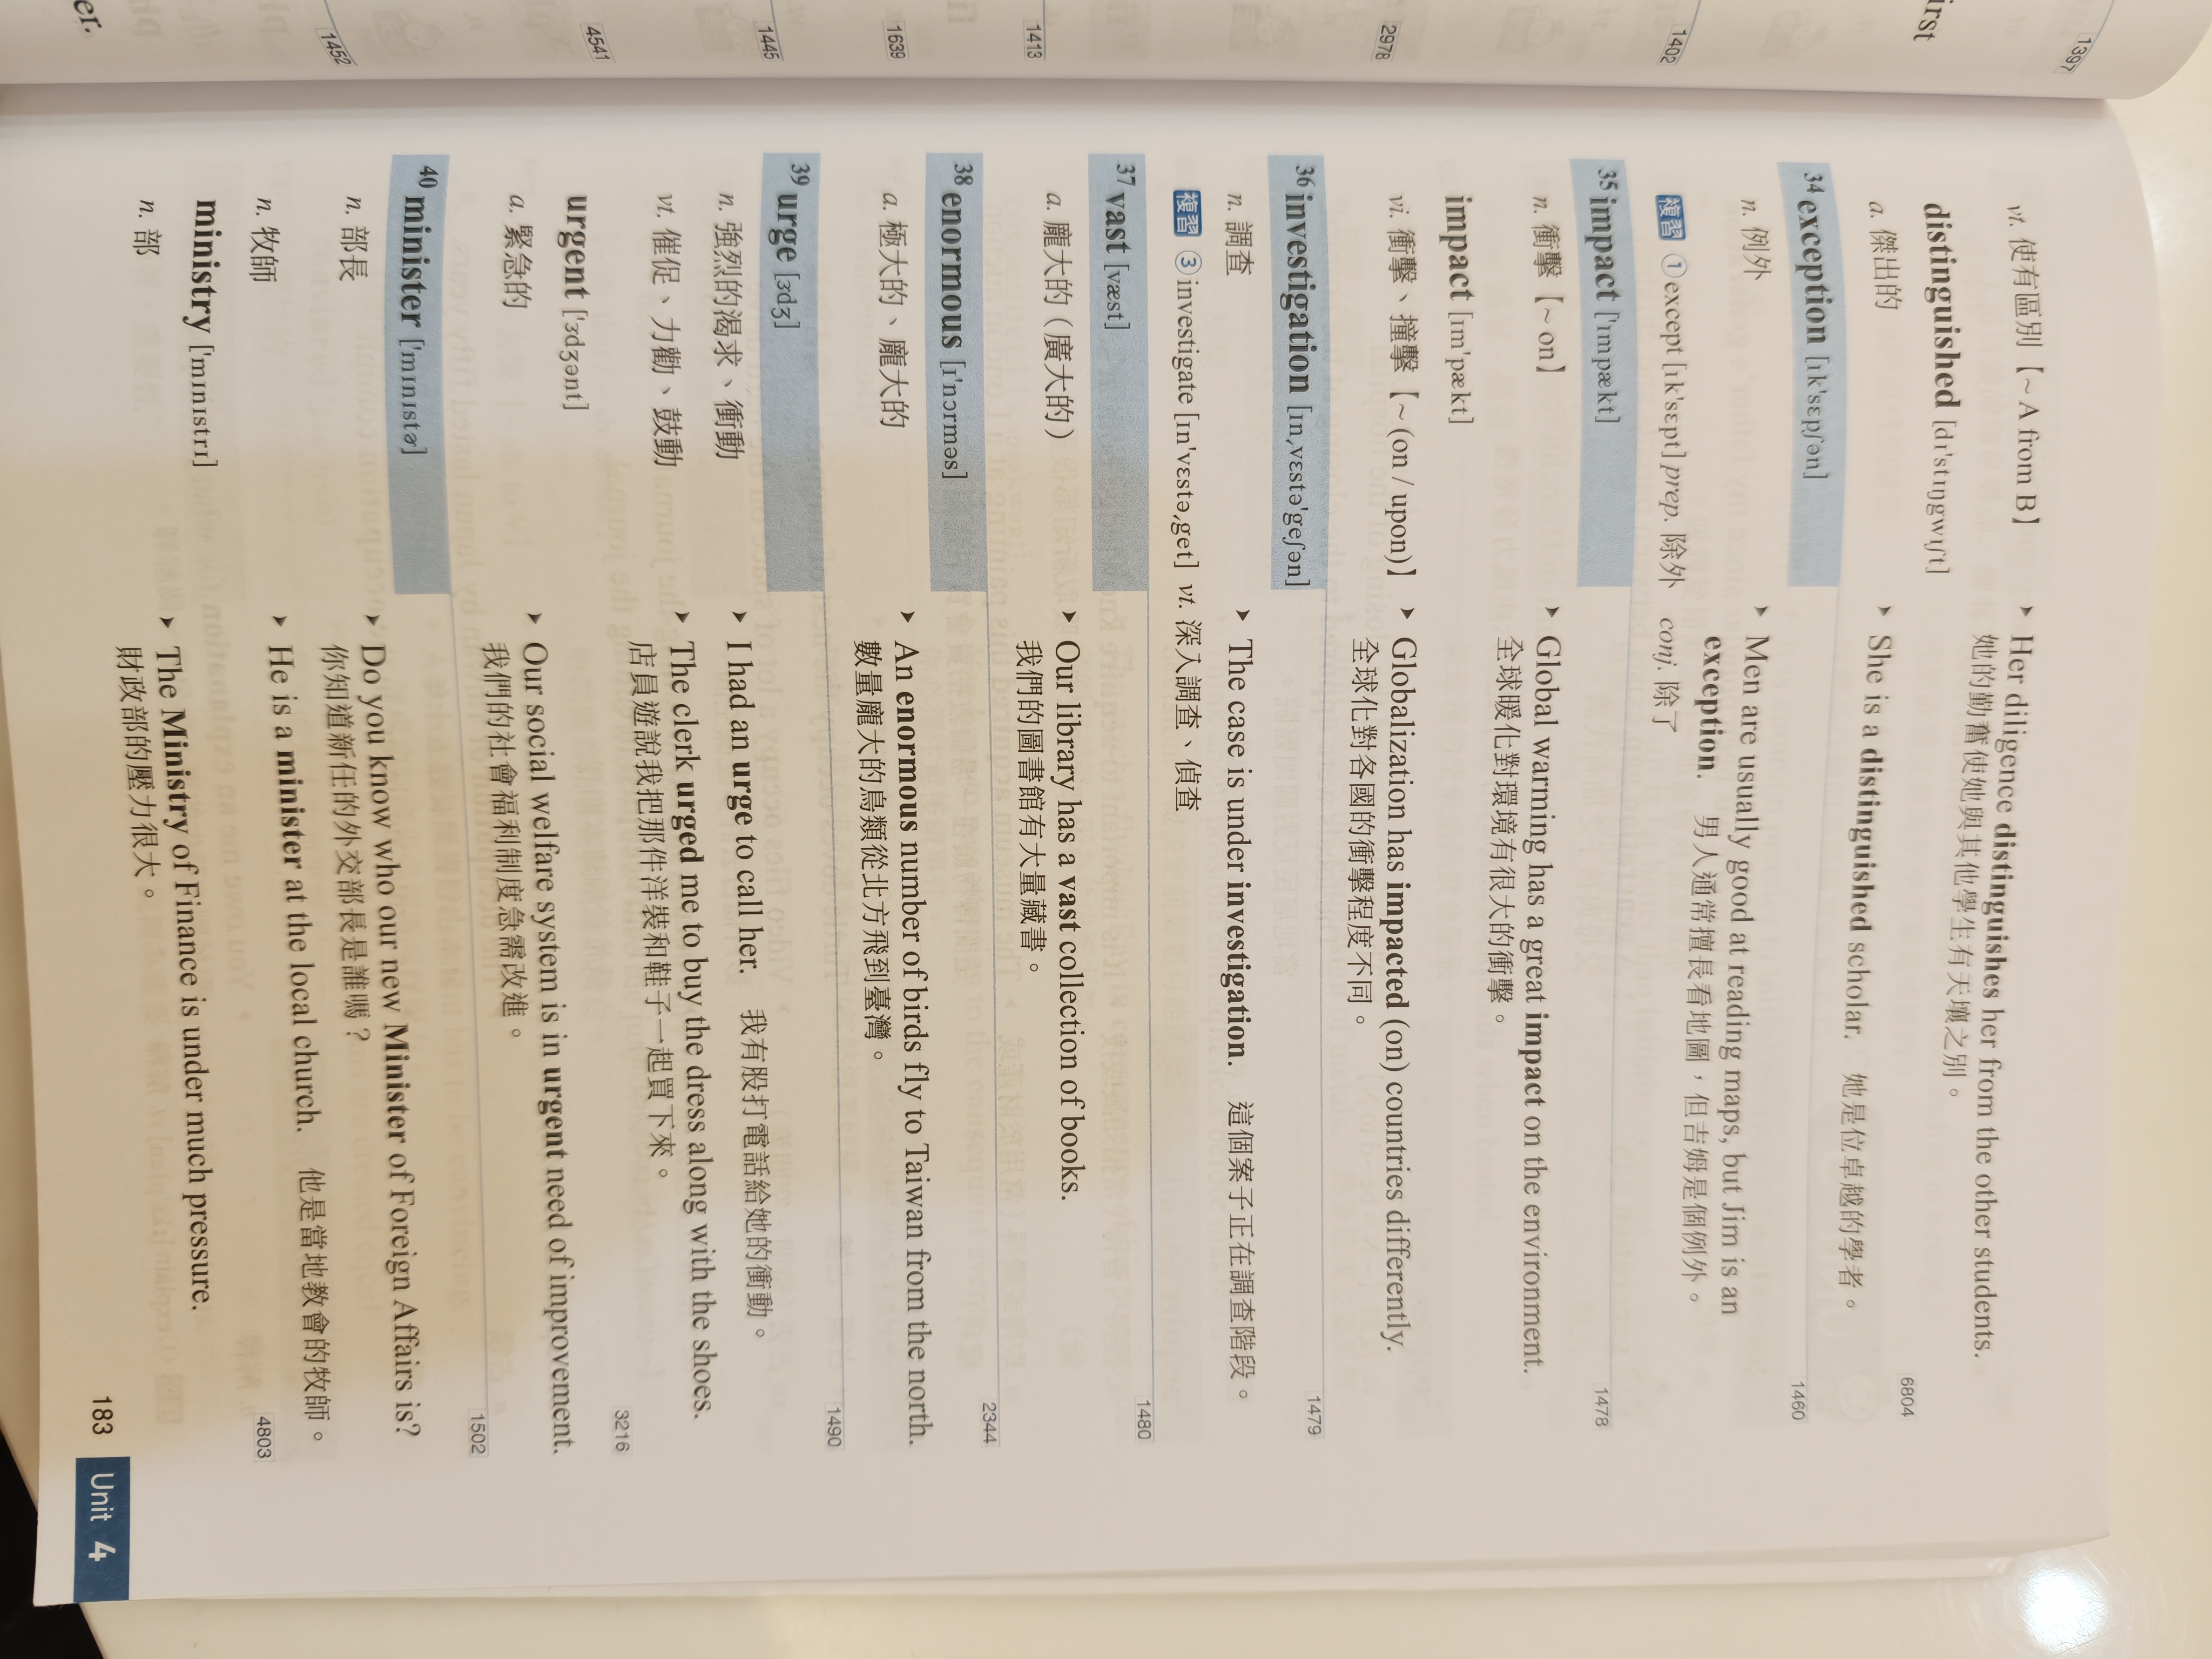 vt. 使有區別【~ A from B】
➤ Her diligence distinguishes her from the other students.
她的勤奮使她與其他學生有天壤之別。
6804
distinguished [dɪˈstɪŋgwɪʃt]
a. 傑出的
➤ She is a distinguished scholar. 她是位卓越的學者。
1460
34 exception [ɪkˈsɛpʃən]
n. 例外
➤ Men are usually good at reading maps, but Jim is an
exception. 男人通常擅長看地圖，但吉姆是個例外。
複習 ① except [ɪkˈsɛpt] prep. 除外 conj. 除了
1478
35 impact [ˈɪmpækt]
n. 衝擊【~ on】
➤ Global warming has a great impact on the environment.
全球暖化對環境有很大的衝擊。
impact [ɪmˈpækt]
vi. 衝擊、撞擊【~ (on / upon)】
➤ Globalization has impacted (on) countries differently.
全球化對各國的衝擊程度不同。
1479
36 investigation [ɪnˌvɛstəˈgeʃən]
n. 調查
➤ The case is under investigation. 這個案子正在調查階段。
複習 ③ investigate [ɪnˈvɛstəˌget] vt. 深入調查、偵查
1480
37 vast [væst]
a. 龐大的（廣大的）
➤ Our library has a vast collection of books.
我們的圖書館有大量藏書。
2344
38 enormous [ɪˈnɔrməs]
a. 極大的、龐大的
➤ An enormous number of birds fly to Taiwan from the north.
數量龐大的鳥類從北方飛到臺灣。
1490
39 urge [ɝdʒ]
n. 強烈的渴求、衝動
➤ I had an urge to call her. 我有股打電話給她的衝動。
vt. 催促、力勸、鼓動
➤ The clerk urged me to buy the dress along with the shoes.
店員遊說我把那件洋裝和鞋子一起買下來。
3216
urgent [ˈɝdʒənt]
a. 緊急的
➤ Our social welfare system is in urgent need of improvement.
我們的社會福利制度急需改進。
1502
40 minister [ˈmɪnɪstɚ]
n. 部長
➤ Do you know who our new Minister of Foreign Affairs is?
你知道新任的外交部長是誰嗎？
n. 牧師
➤ He is a minister at the local church. 他是當地教會的牧師。
4803
ministry [ˈmɪnɪstrɪ]
n. 部
➤ The Ministry of Finance is under much pressure.
財政部的壓力很大。
183 Unit 4
1397
irst
1402
2978
1413
1639
1445
4541
1452
er.